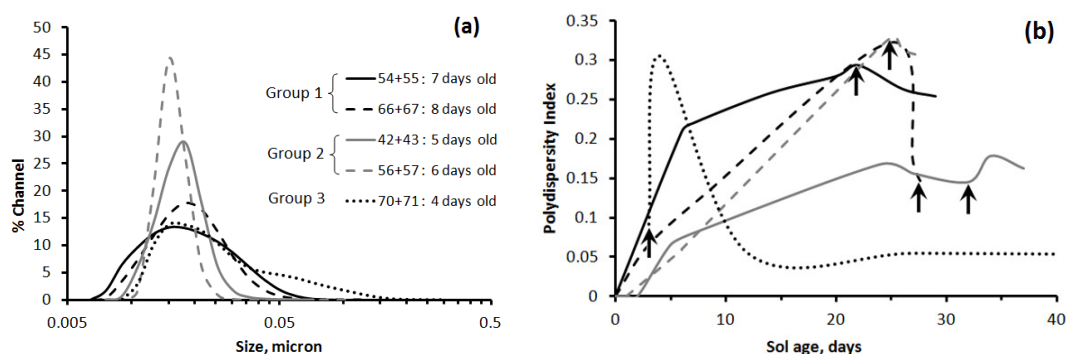 (a)
50
45
40
35
30
25
20
15
10
5
0
% Channel
0.005
0.05
0.5
Size, micron
Group 1
54+55: 7 days old
66+67: 8 days old
Group 2
42+43: 5 days old
56+57: 6 days old
Group 3
70+71: 4 days old
(b)
0.35
0.3
0.25
0.2
0.15
0.1
0.05
0
Polydispersity Index
0
10
20
30
40
Sol age, days